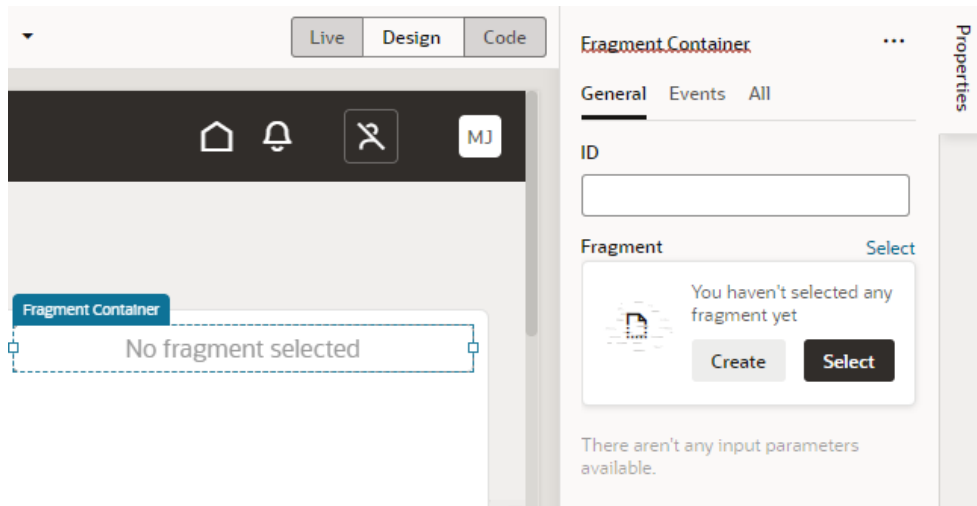 Live Design Code
MJ
Fragment Container
No fragment selected
Fragment Container
General Events All
ID
Fragment Select
You haven't selected any
fragment yet
Create Select
There aren't any input parameters
available.
Properties